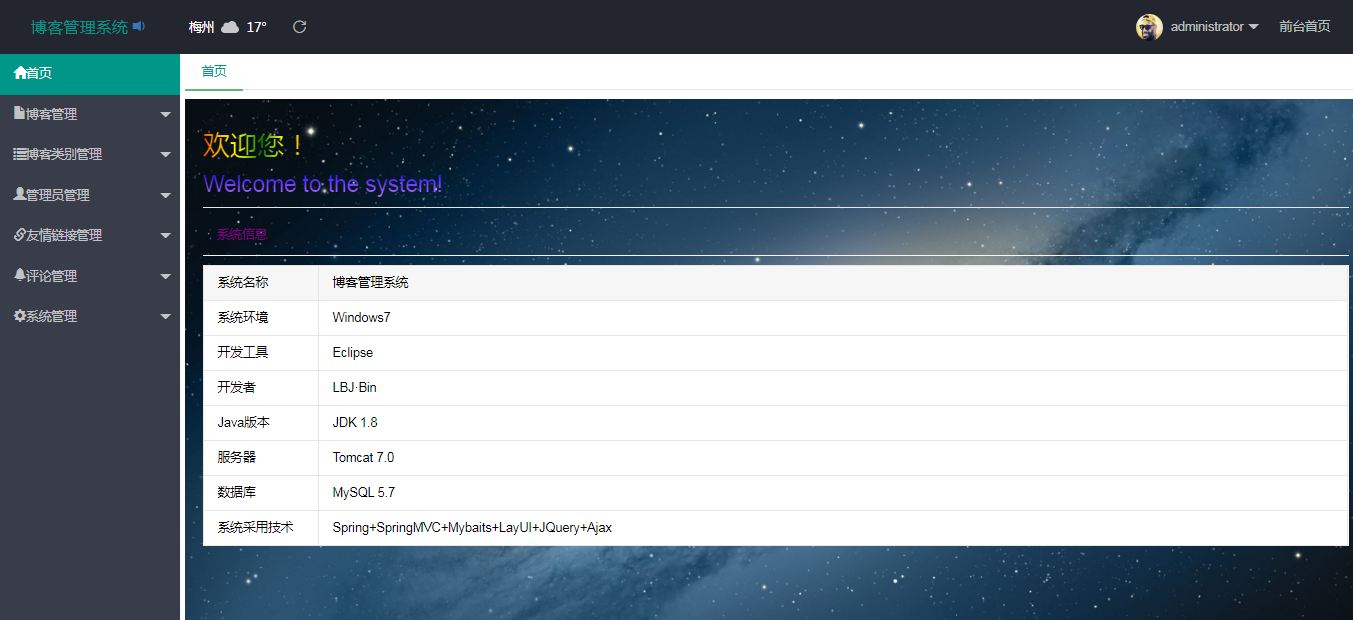 博客管理系统 梅州 17° administrator 前台首页
首页
博客管理
博客类别管理
管理员管理
友情链接管理
评论管理
系统管理
首页
欢迎您！
Welcome to the system!
系统信息
系统名称 博客管理系统
系统环境 Windows7
开发工具 Eclipse
开发者 LBJ·Bin
Java版本 JDK 1.8
服务器 Tomcat 7.0
数据库 MySQL 5.7
系统采用技术 Spring+SpringMVC+Mybaits+LayUI+JQuery+Ajax